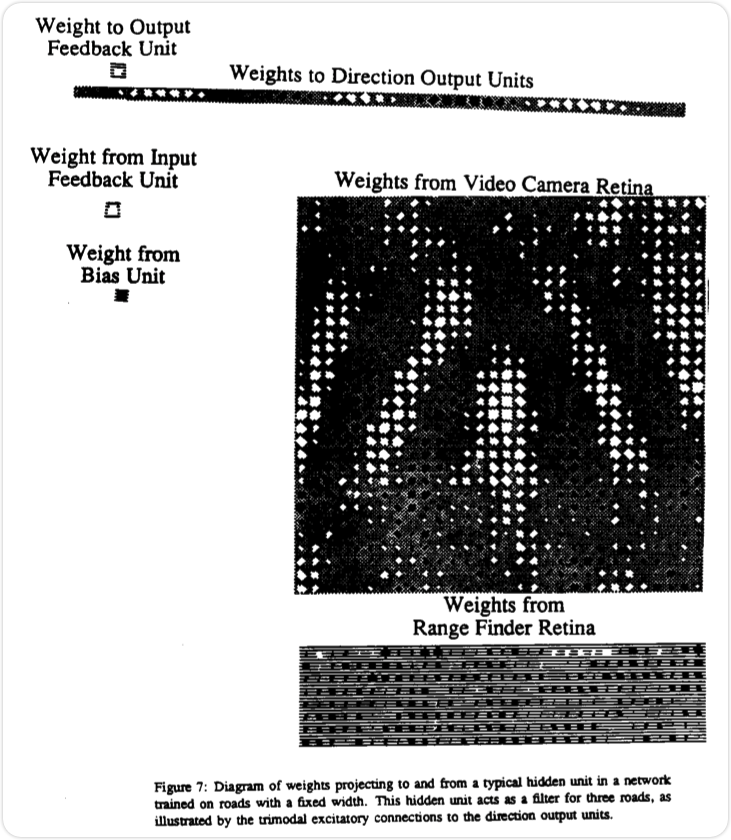 Weight to Output
Feedback Unit
Weights to Direction Output Units
Weight from Input
Feedback Unit
Weights from Video Camera Retina
Weight from
Bias Unit
Weights from
Range Finder Retina
Figure 7: Diagram of weights projecting to and from a typical hidden unit in a network
trained on roads with a fixed width. This hidden unit acts as a filter for three roads, as
illustrated by the trimodal excitatory connections to the direction output units.